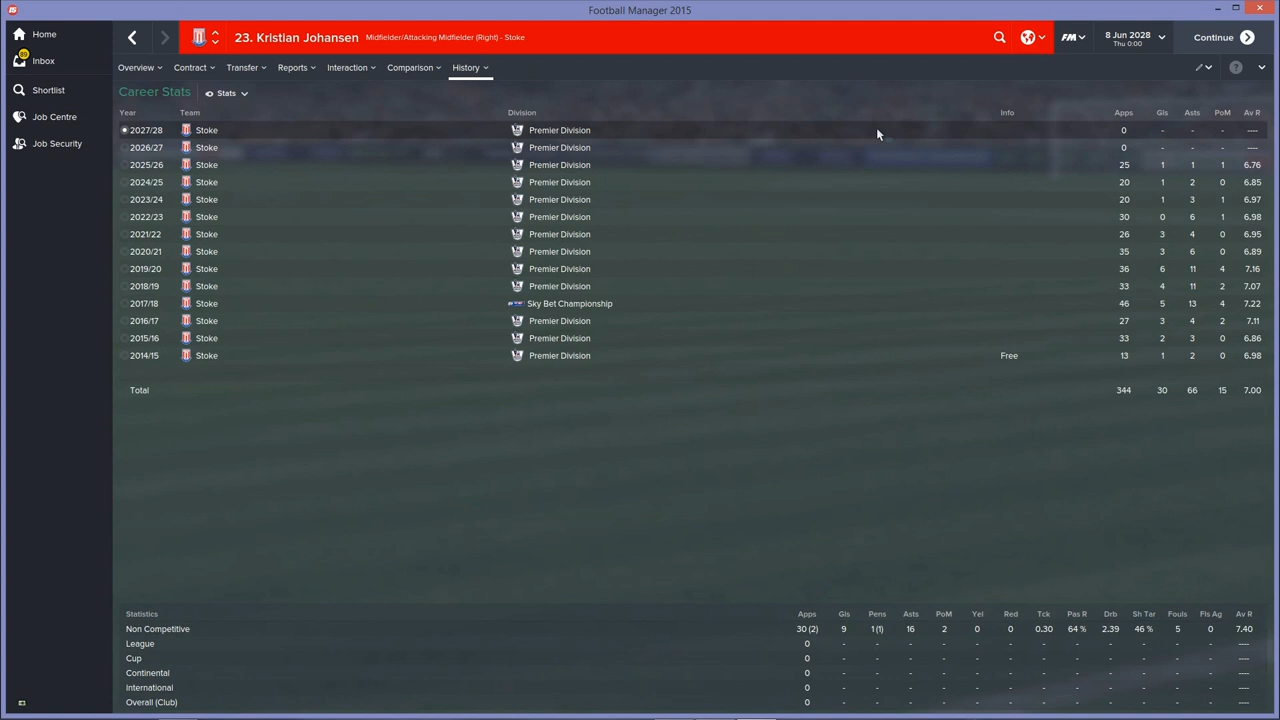 Football Manager 2015
Home
89
Inbox
Shortlist
Job Centre
Job Security
23. Kristian Johansen Midfielder/Attacking Midfielder (Right) - Stoke
FM
8 Jun 2028
Thu 0:00
Continue
Overview Contract Transfer Reports Interaction Comparison History
Career Stats Stats
Year Team Division Info Apps Gls Asts PoM Av R
2027/28 Stoke Premier Division 0 - - - ----
2026/27 Stoke Premier Division 0 - - - ----
2025/26 Stoke Premier Division 25 1 1 1 6.76
2024/25 Stoke Premier Division 20 1 2 0 6.85
2023/24 Stoke Premier Division 20 1 3 1 6.97
2022/23 Stoke Premier Division 30 0 6 1 6.98
2021/22 Stoke Premier Division 26 3 4 0 6.95
2020/21 Stoke Premier Division 35 3 6 0 6.89
2019/20 Stoke Premier Division 36 6 11 4 7.16
2018/19 Stoke Premier Division 33 4 11 2 7.07
2017/18 Stoke Sky Bet Championship 46 5 13 4 7.22
2016/17 Stoke Premier Division 27 3 4 2 7.11
2015/16 Stoke Premier Division 33 2 3 0 6.86
2014/15 Stoke Premier Division Free 13 1 2 0 6.98
Total 344 30 66 15 7.00
Statistics Apps Gls Pens Asts PoM Yel Red Tck Pas R Drb Sh Tar Fouls Fls Ag Av R
Non Competitive 30 (2) 9 1 (1) 16 2 0 0 0.30 64 % 2.39 46 % 5 0 7.40
League 0 - - - - - - - - - - - - ----
Cup 0 - - - - - - - - - - - - ----
Continental 0 - - - - - - - - - - - - ----
International 0 - - - - - - - - - - - - ----
Overall (Club) 0 - - - - - - - - - - - - ----